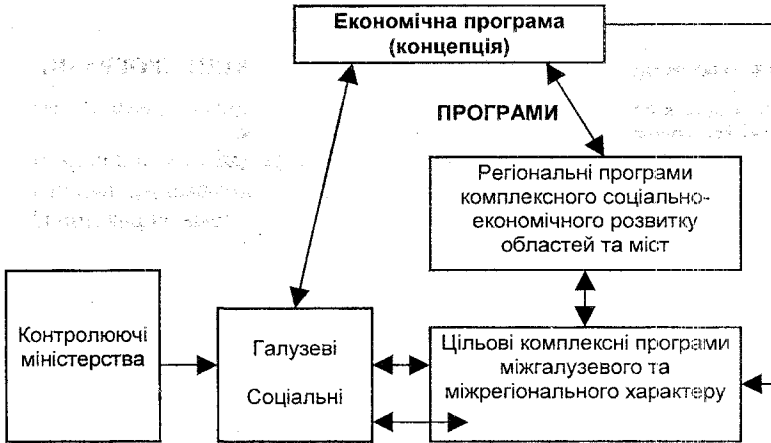 Економічна програма
(концепція)
ПРОГРАМИ
Регіональні програми
комплексного соціально-
економічного розвитку
областей та міст
Контролюючі
міністерства
Галузеві
Соціальні
Цільові комплексні програми
міжгалузевого та
міжрегіонального характеру